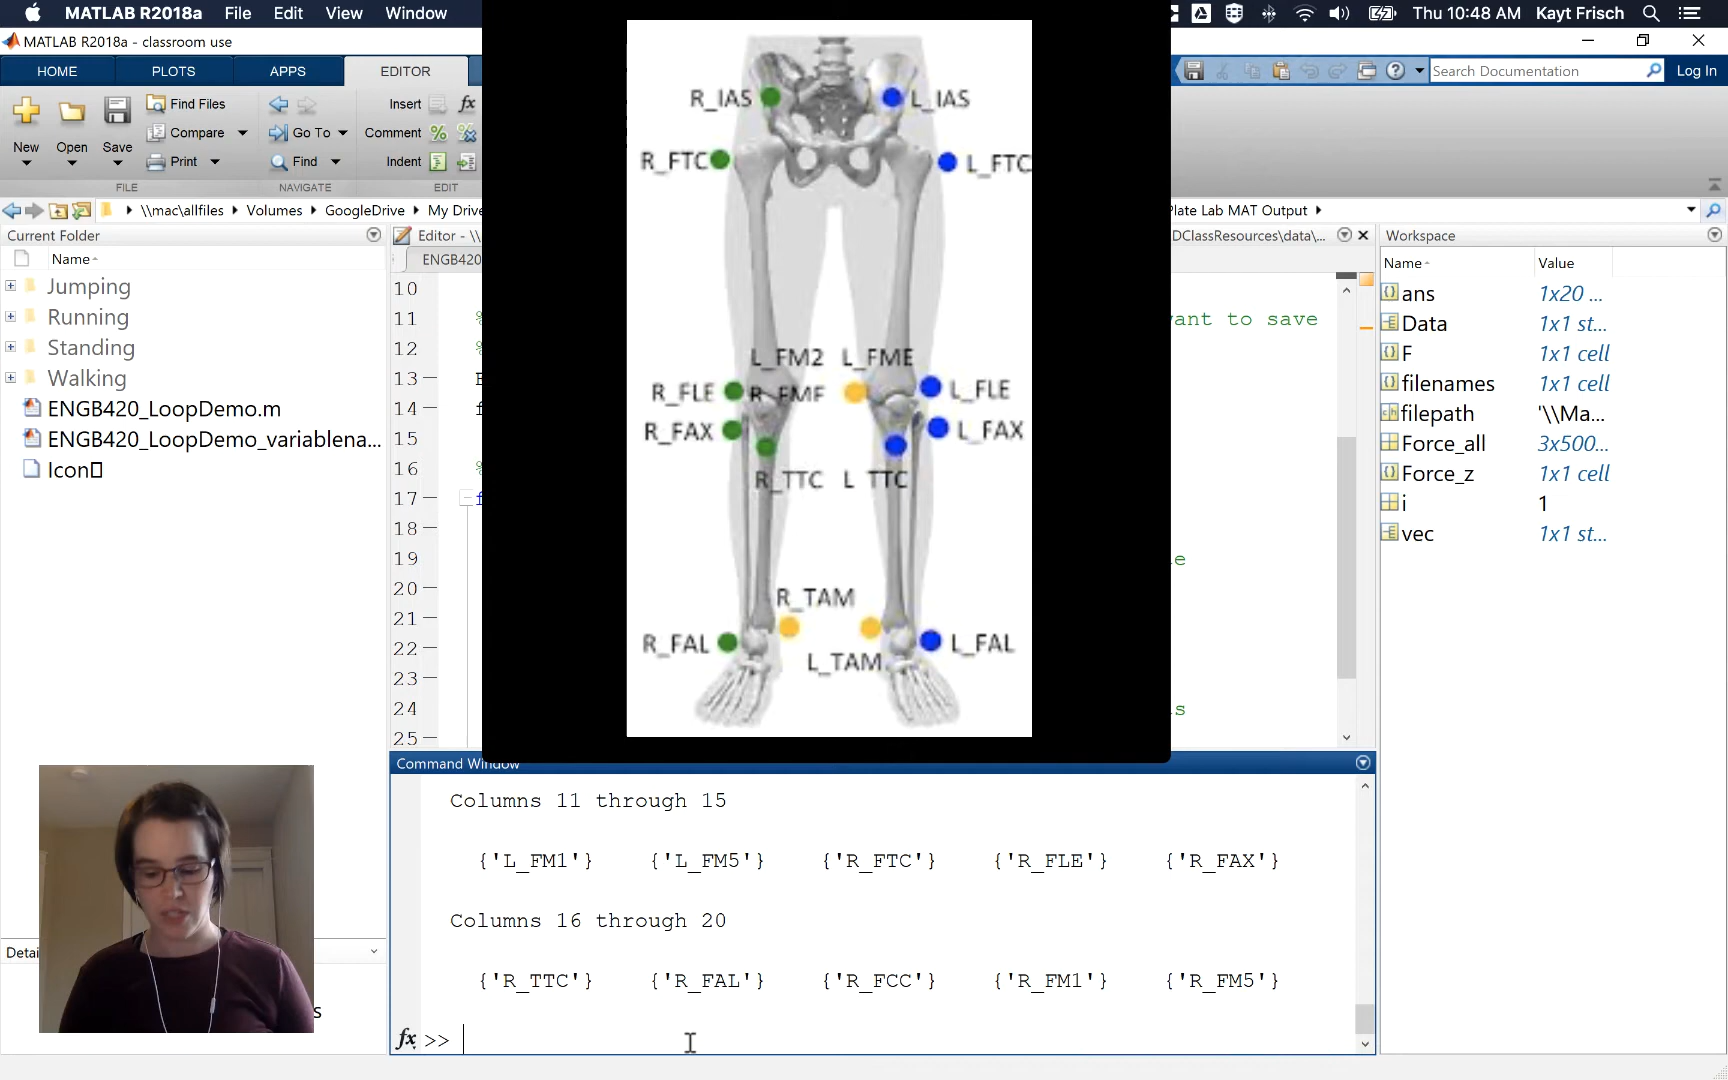 MATLAB R2018a File Edit View Window Thu 10:48 AM Kayt Frisch
MATLAB R2018a - classroom use
HOME PLOTS APPS EDITOR Search Documentation Log In
New Open Save Find Files Compare Print Go To Find Insert fx Comment Indent
FILE NAVIGATE EDIT
\\mac\allfiles Volumes GoogleDrive My Drive Plate Lab MAT Output
Current Folder
Name
Jumping
Running
Standing
Walking
ENGB420_LoopDemo.m
ENGB420_LoopDemo_variablena...
Icon
Detai
s
Editor - \\ DClassResources\data\...
ENGB420
10
11 % want to save
12 %
13
14 f
15
16 %
17 f
18
19 e
20
21
22
23
24 s
25
R_IAS L_IAS
R_FTC L_FTC
L_FM2 L_FME
R_FLE R_FME L_FLE
R_FAX L_FAX
R_TTC L TTC
R_TAM
R_FAL L_FAL
L_TAM
Workspace
Name Value
ans 1x20 ...
Data 1x1 st...
F 1x1 cell
filenames 1x1 cell
filepath '\\Ma...
Force_all 3x500...
Force_z 1x1 cell
i 1
vec 1x1 st...
Command Window
Columns 11 through 15
{'L_FM1'} {'L_FM5'} {'R_FTC'} {'R_FLE'} {'R_FAX'}
Columns 16 through 20
{'R_TTC'} {'R_FAL'} {'R_FCC'} {'R_FM1'} {'R_FM5'}
fx >>